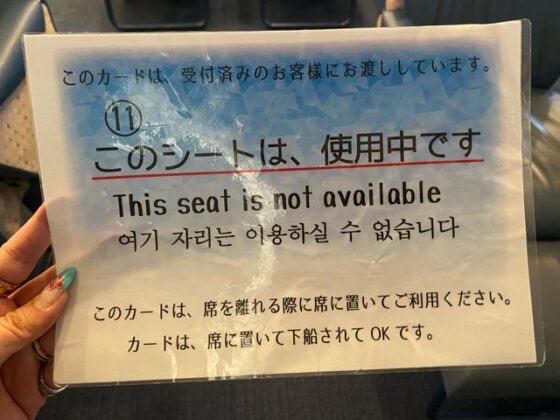 このカードは、受付済みのお客様にお渡ししています。
⑪
このシートは、使用中です
This seat is not available
여기 자리는 이용하실 수 없습니다
このカードは、席を離れる際に席に置いてご利用ください。
カードは、席に置いて下船されてOKです。